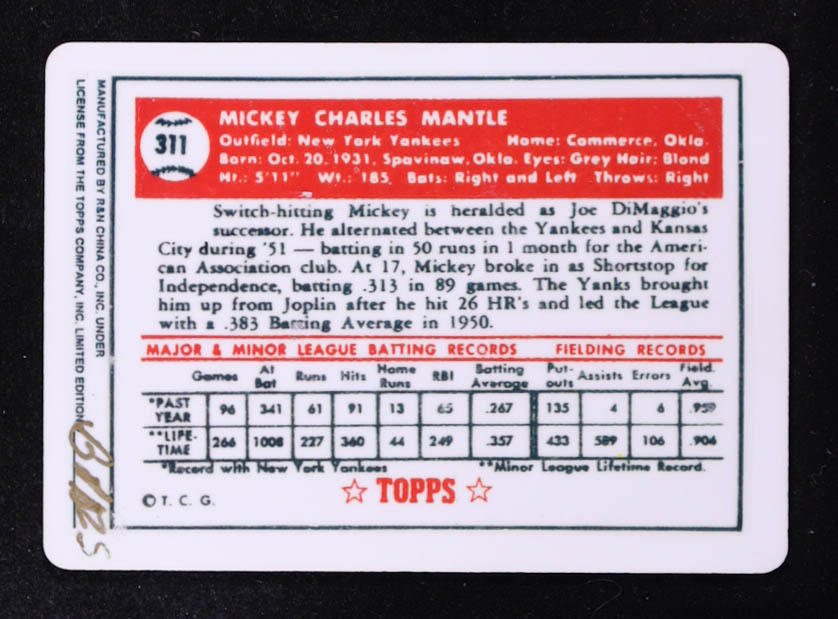 MANUFACTURED BY R&N CHINA CO., INC. UNDER
LICENSE FROM THE TOPPS COMPANY, INC. LIMITED EDITION
311
MICKEY CHARLES MANTLE
Outfield: New York Yankees Home: Commerce, Okla.
Born: Oct. 20, 1931, Spavinaw, Okla. Eyes: Grey Hair: Blond
Ht.: 5'11" Wt.: 185 Bats: Right and Left Throws: Right
Switch-hitting Mickey is heralded as Joe DiMaggio's
successor. He alternated between the Yankees and Kansas
City during '51 — batting in 50 runs in 1 month for the Ameri-
can Association club. At 17, Mickey broke in as Shortstop for
Independence, batting .313 in 89 games. The Yanks brought
him up from Joplin after he hit 26 HR's and led the League
with a .383 Batting Average in 1950.
MAJOR & MINOR LEAGUE BATTING RECORDS FIELDING RECORDS
Games At Bat Runs Hits Home Runs RBI Batting Average Put-outs Assists Errors Field. Avg.
*PAST YEAR 96 341 61 91 13 65 .267 135 4 6 .959
**LIFE-TIME 266 1008 227 360 44 249 .357 433 589 106 .904
*Record with New York Yankees **Minor League Lifetime Record.
TOPPS
© T. C. G.